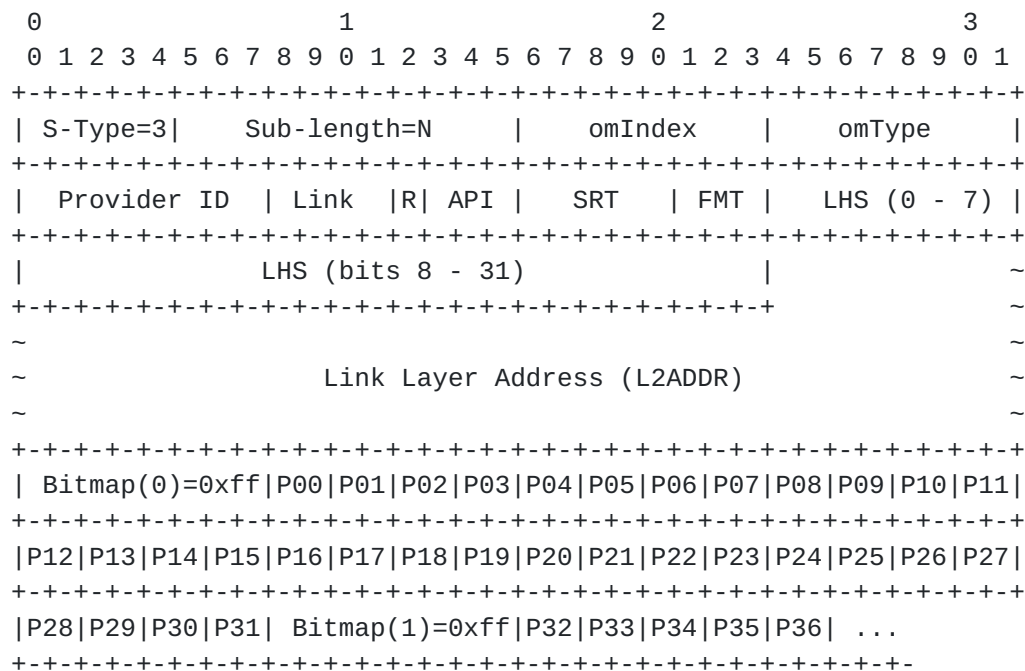 0                   1                   2                   3
 0 1 2 3 4 5 6 7 8 9 0 1 2 3 4 5 6 7 8 9 0 1 2 3 4 5 6 7 8 9 0 1
+-+-+-+-+-+-+-+-+-+-+-+-+-+-+-+-+-+-+-+-+-+-+-+-+-+-+-+-+-+-+-+-+
| S-Type=3|    Sub-length=N     |    omIndex    |    omType     |
+-+-+-+-+-+-+-+-+-+-+-+-+-+-+-+-+-+-+-+-+-+-+-+-+-+-+-+-+-+-+-+-+
|  Provider ID  | Link  |R| API |   SRT   | FMT |   LHS (0 - 7) |
+-+-+-+-+-+-+-+-+-+-+-+-+-+-+-+-+-+-+-+-+-+-+-+-+-+-+-+-+-+-+-+-+
|               LHS (bits 8 - 31)               |               ~
+-+-+-+-+-+-+-+-+-+-+-+-+-+-+-+-+-+-+-+-+-+-+-+-+               ~
~                                                               ~
~                   Link Layer Address (L2ADDR)                 ~
~                                                               ~
+-+-+-+-+-+-+-+-+-+-+-+-+-+-+-+-+-+-+-+-+-+-+-+-+-+-+-+-+-+-+-+-+
| Bitmap(0)=0xff|P00|P01|P02|P03|P04|P05|P06|P07|P08|P09|P10|P11|
+-+-+-+-+-+-+-+-+-+-+-+-+-+-+-+-+-+-+-+-+-+-+-+-+-+-+-+-+-+-+-+-+
|P12|P13|P14|P15|P16|P17|P18|P19|P20|P21|P22|P23|P24|P25|P26|P27|
+-+-+-+-+-+-+-+-+-+-+-+-+-+-+-+-+-+-+-+-+-+-+-+-+-+-+-+-+-+-+-+-+
|P28|P29|P30|P31| Bitmap(1)=0xff|P32|P33|P34|P35|P36| ...
+-+-+-+-+-+-+-+-+-+-+-+-+-+-+-+-+-+-+-+-+-+-+-+-+-+-+-+-+-